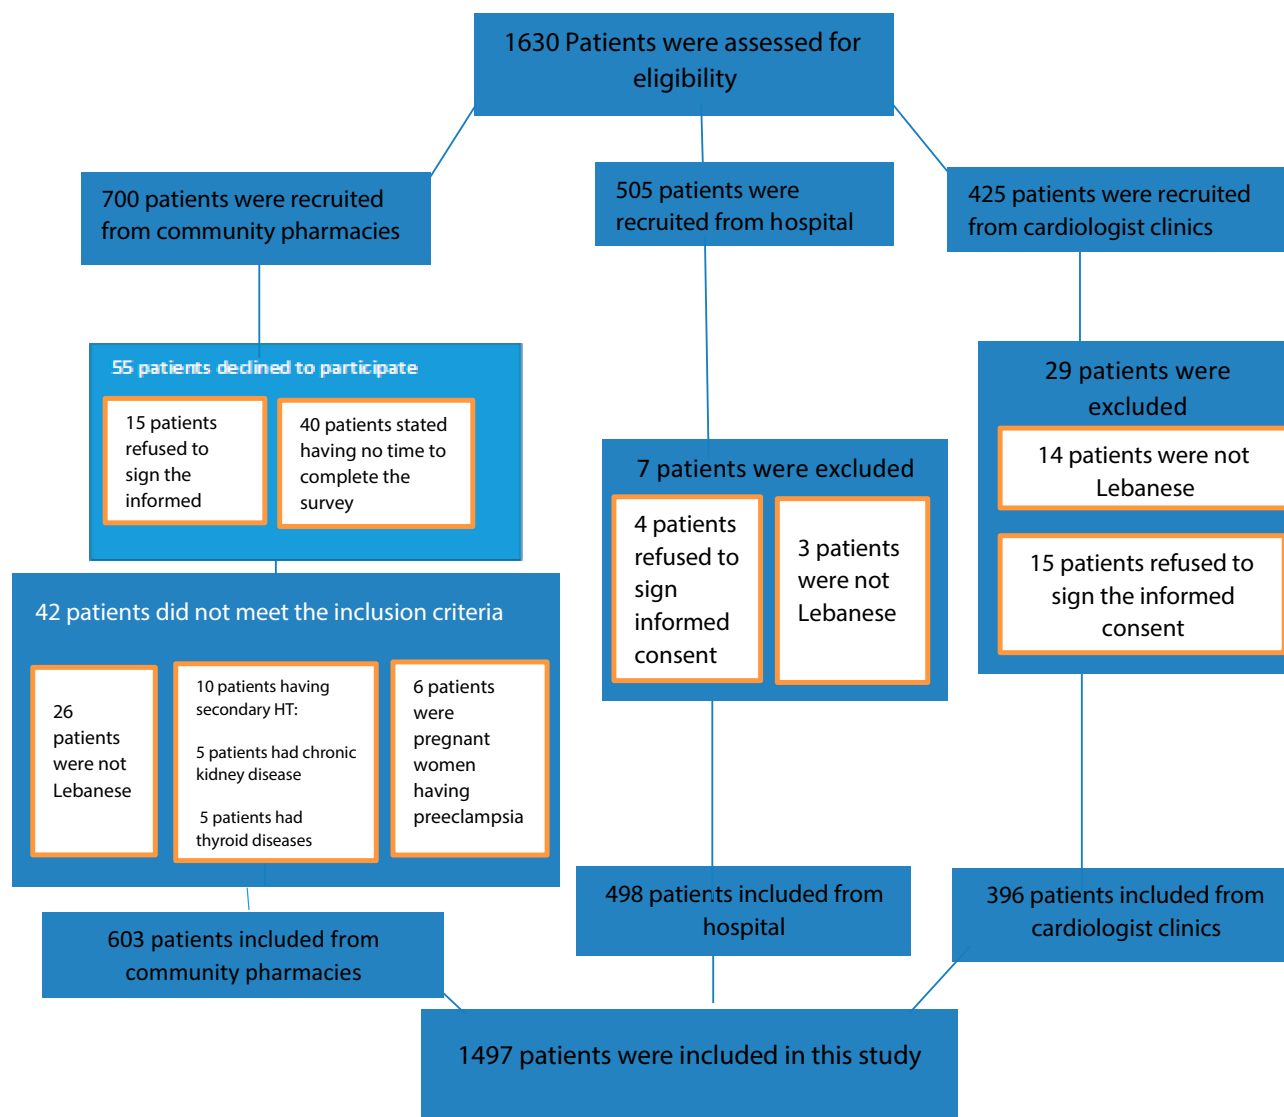 1630 Patients were assessed for
eligibility
700 patients were recruited
from community pharmacies
505 patients were
recruited from hospital
425 patients were recruited
from cardiologist clinics
55 patients declined to participate
15 patients
refused to
sign the
informed
40 patients stated
having no time to
complete the
survey
42 patients did not meet the inclusion criteria
26
patients
were not
Lebanese
10 patients having
secondary HT:
5 patients had chronic
kidney disease
5 patients had
thyroid diseases
6 patients
were
pregnant
women
having
preeclampsia
7 patients were excluded
4 patients
refused to
sign
informed
consent
3 patients
were not
Lebanese
29 patients were
excluded
14 patients were not
Lebanese
15 patients refused to
sign the informed
consent
603 patients included from
community pharmacies
498 patients included from
hospital
396 patients included from
cardiologist clinics
1497 patients were included in this study